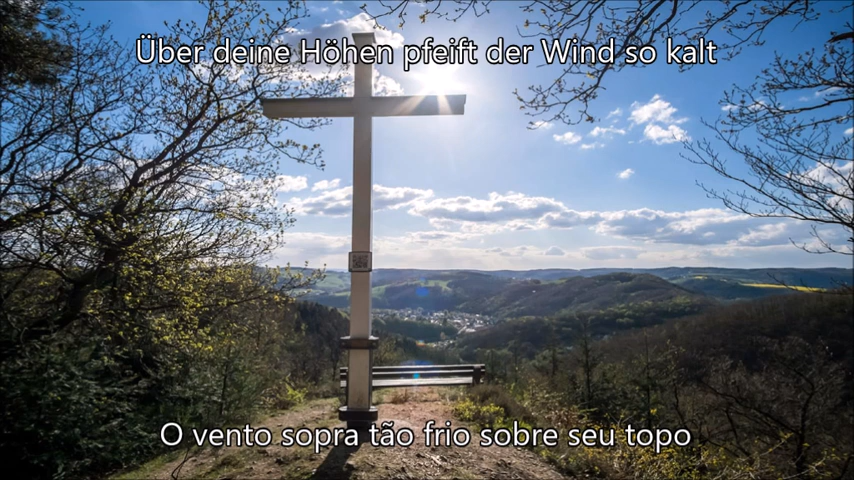 Über deine Höhen pfeift der Wind so kalt
O vento sopra tão frio sobre seu topo